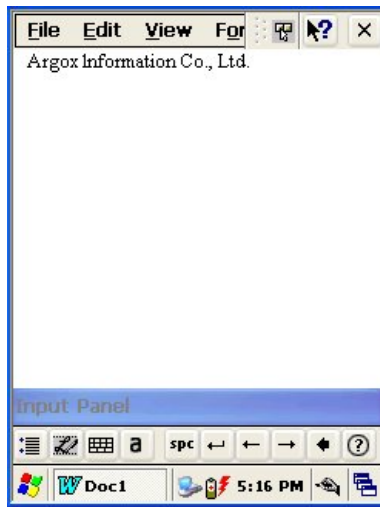 File Edit View For
Argox Information Co., Ltd.
Input Panel
a spc
Doc1 5:16 PM